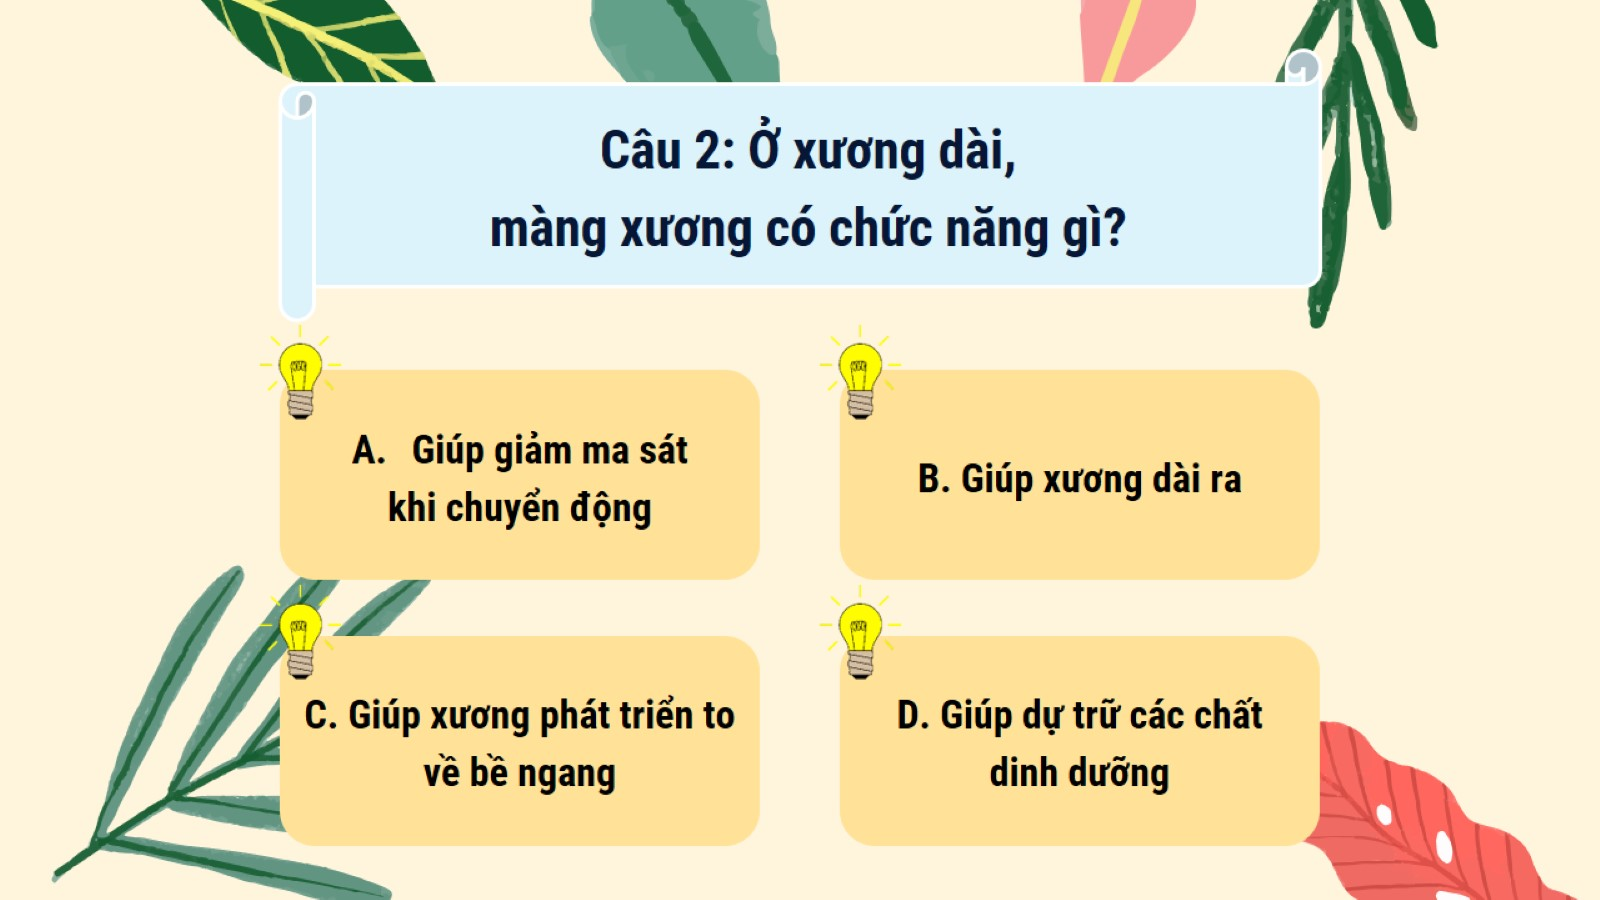 Câu 2: Ở xương dài,
màng xương có chức năng gì?
A. Giúp giảm ma sát
khi chuyển động
B. Giúp xương dài ra
C. Giúp xương phát triển to
về bề ngang
D. Giúp dự trữ các chất
dinh dưỡng